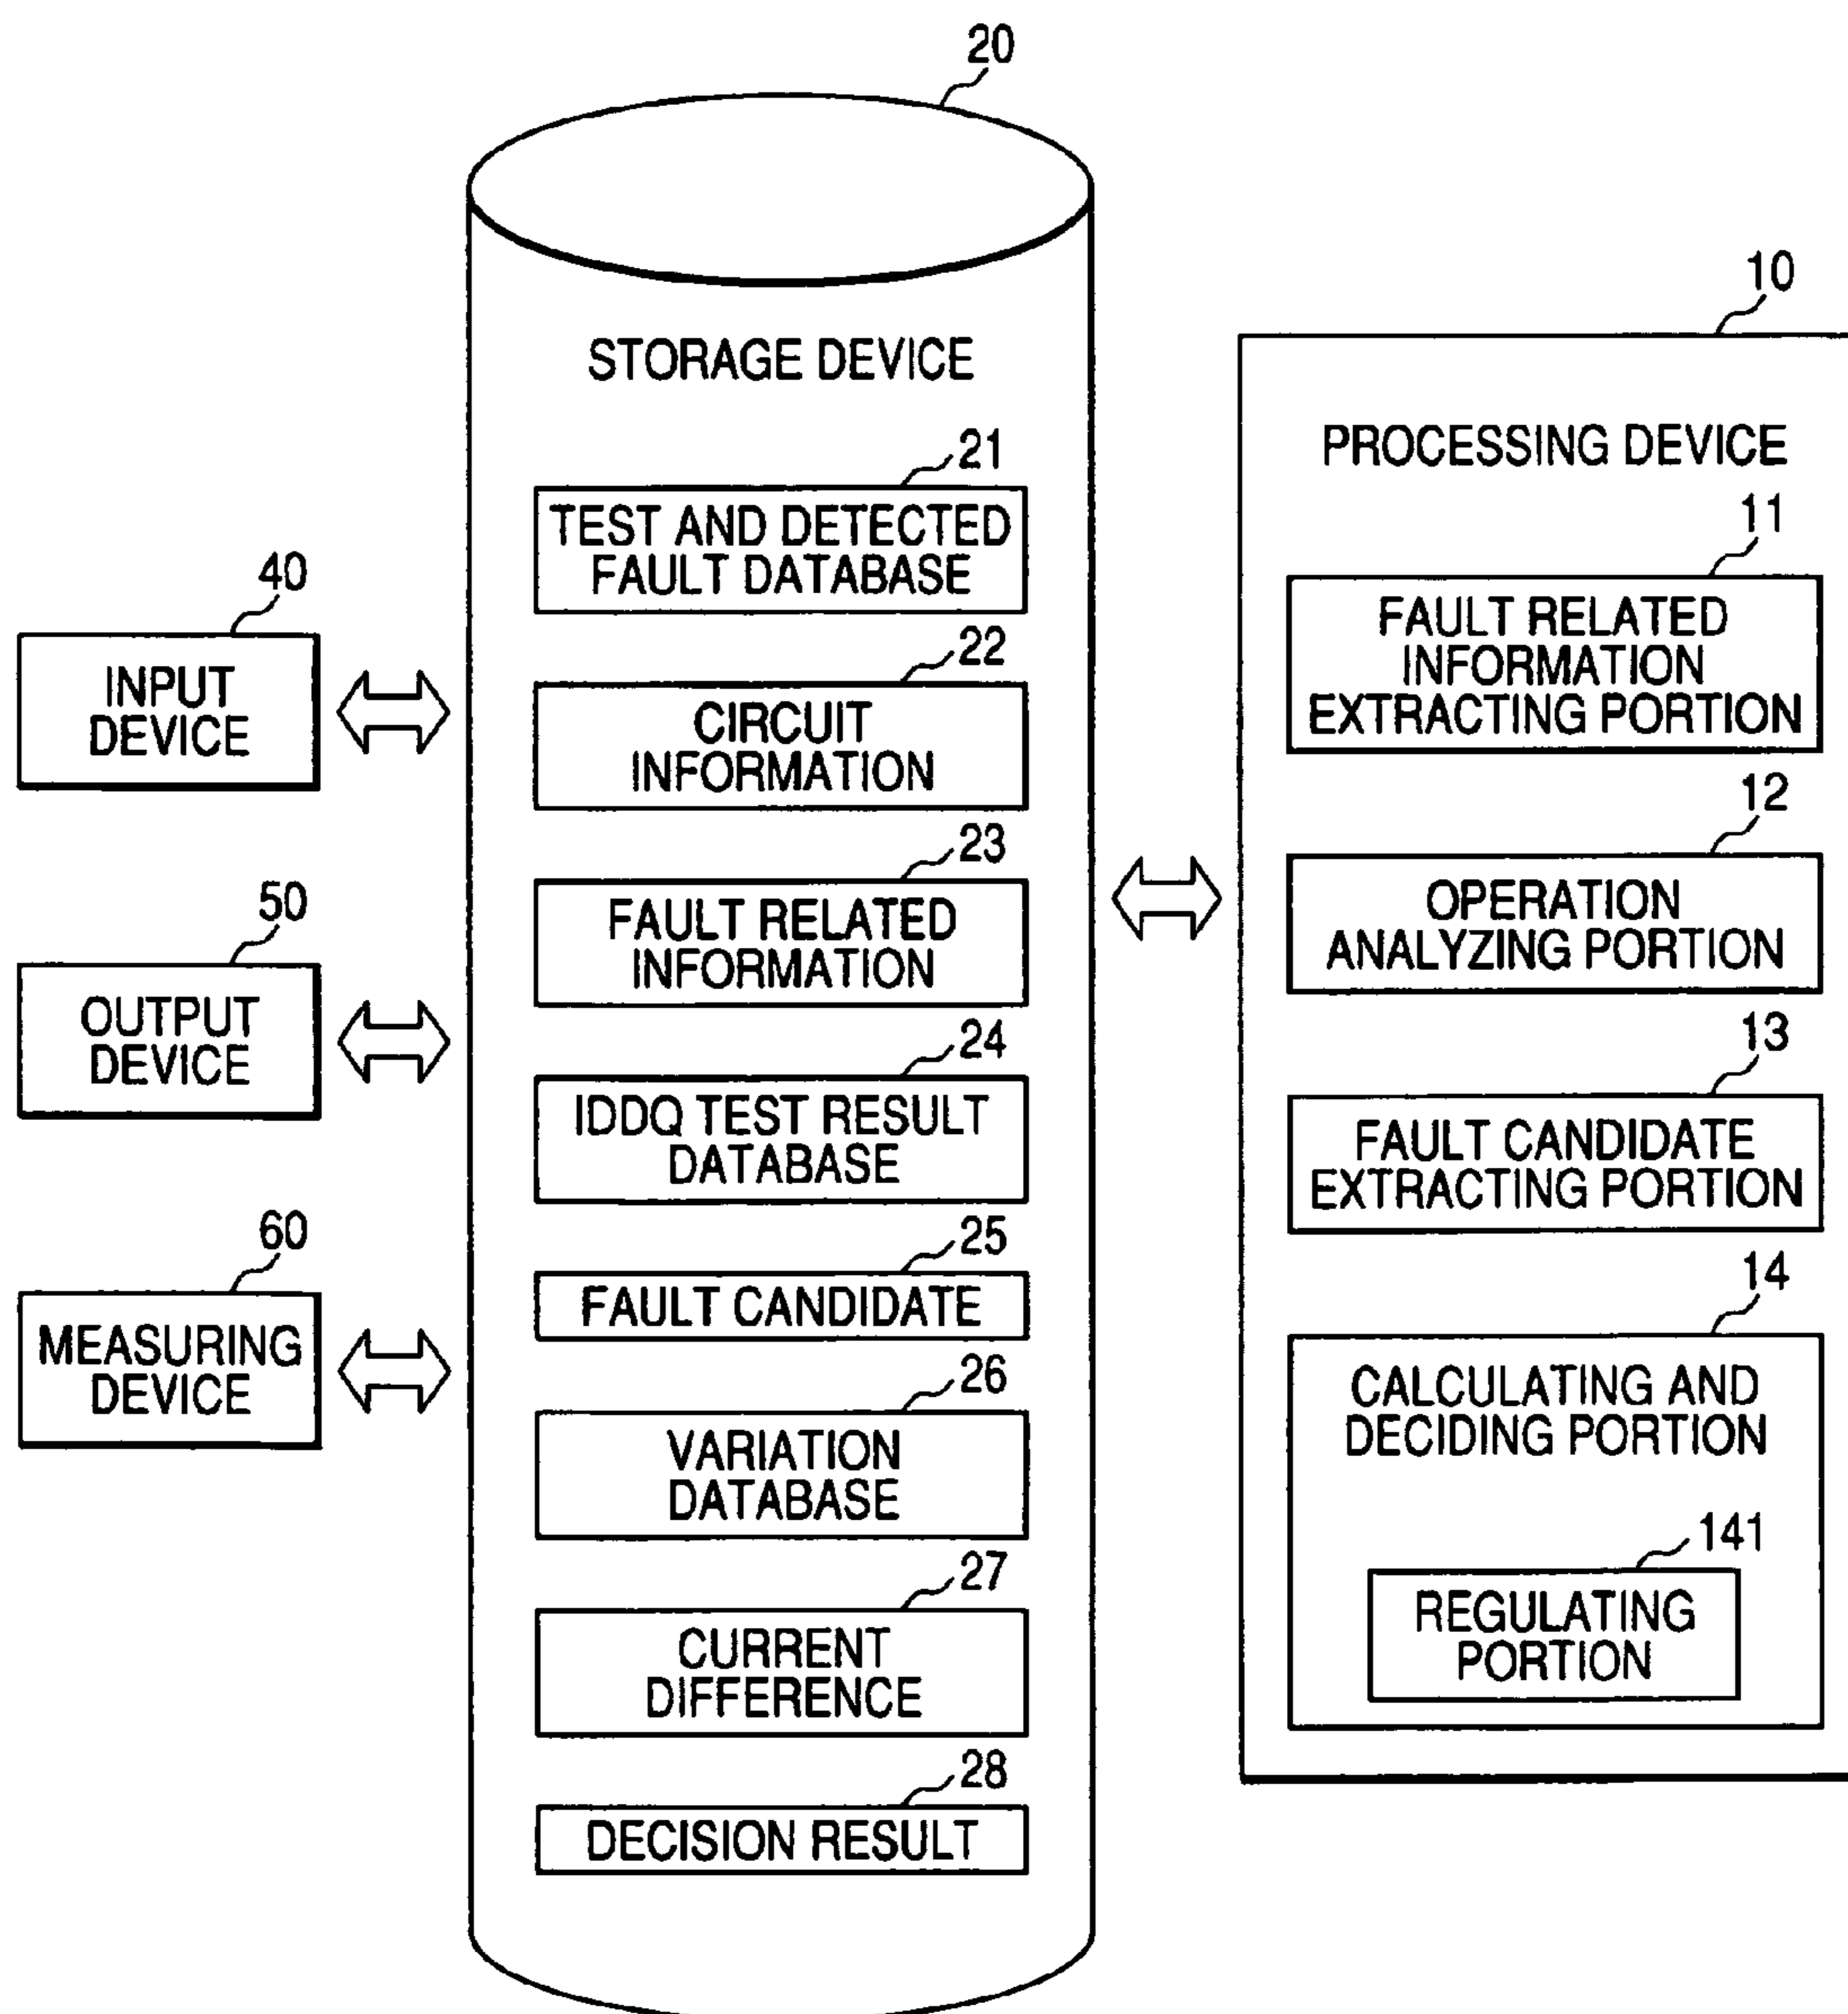 20
STORAGE DEVICE
21
TEST AND DETECTED
FAULT DATABASE
22
CIRCUIT
INFORMATION
23
FAULT RELATED
INFORMATION
24
IDDQ TEST RESULT
DATABASE
25
FAULT CANDIDATE
26
VARIATION
DATABASE
27
CURRENT
DIFFERENCE
28
DECISION RESULT
40
INPUT
DEVICE
50
OUTPUT
DEVICE
60
MEASURING
DEVICE
10
PROCESSING DEVICE
11
FAULT RELATED
INFORMATION
EXTRACTING PORTION
12
OPERATION
ANALYZING PORTION
13
FAULT CANDIDATE
EXTRACTING PORTION
14
CALCULATING AND
DECIDING PORTION
141
REGULATING
PORTION